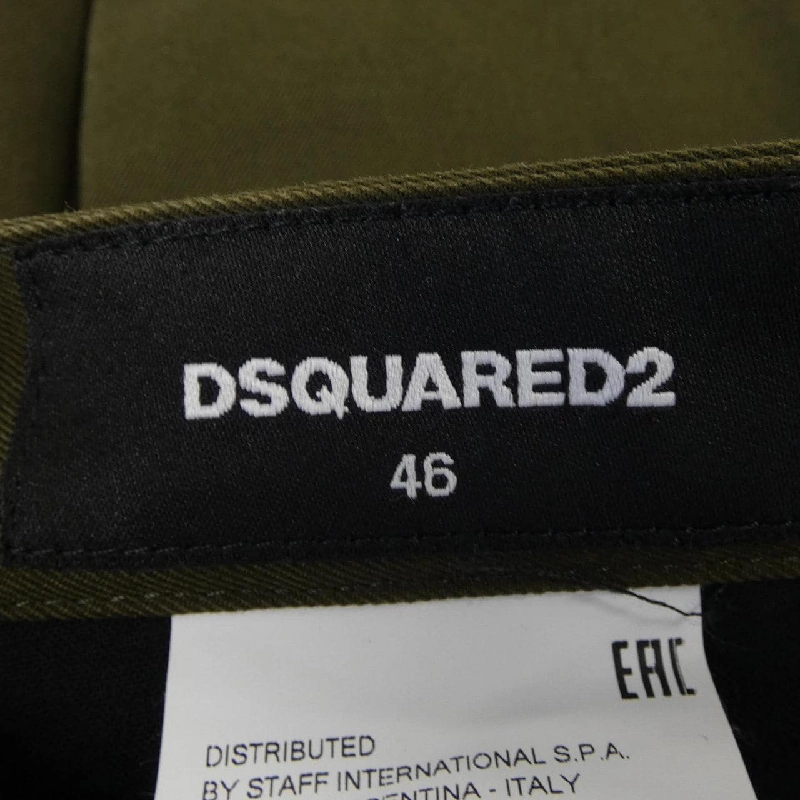 DSQUARED2
46
EAC
DISTRIBUTED
BY STAFF INTERNATIONAL S.P.A.
- ITALY